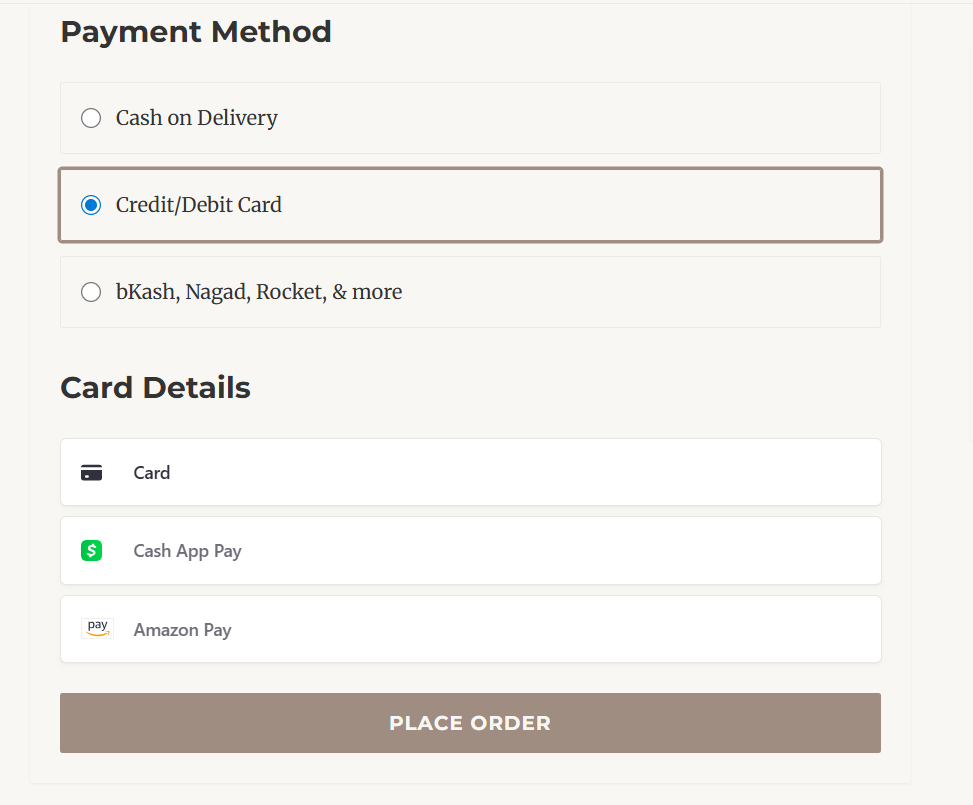 Payment Method
Cash on Delivery
Credit/Debit Card
bKash, Nagad, Rocket, & more
Card Details
Card
$ Cash App Pay
pay Amazon Pay
PLACE ORDER